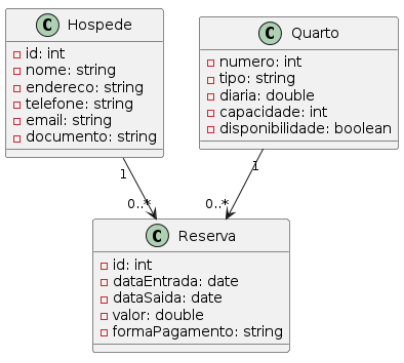 C Hospede
id: int
nome: string
endereco: string
telefone: string
email: string
documento: string
C Quarto
numero: int
tipo: string
diaria: double
capacidade: int
disponibilidade: boolean
1
1
0..*
0..*
C Reserva
id: int
dataEntrada: date
dataSaida: date
valor: double
formaPagamento: string